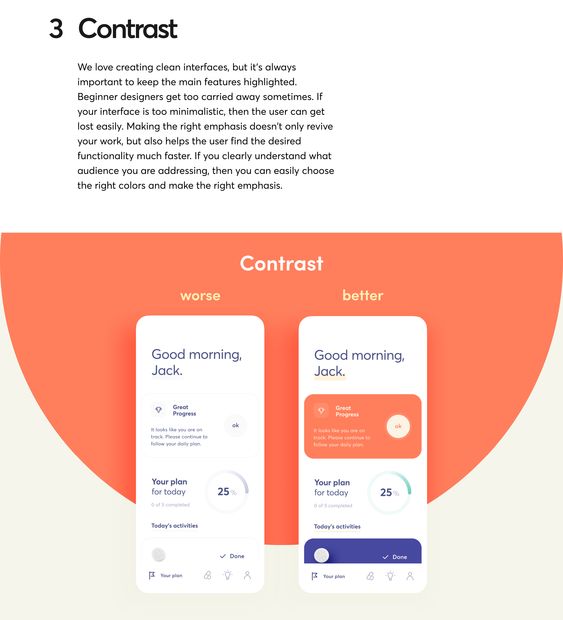 3 Contrast
We love creating clean interfaces, but it's always
important to keep the main features highlighted.
Beginner designers get too carried away sometimes. If
your interface is too minimalistic, then the user can get
lost easily. Making the right emphasis doesn't only revive
your work, but also helps the user find the desired
functionality much faster. If you clearly understand what
audience you are addressing, then you can easily choose
the right colors and make the right emphasis.
Contrast
worse
better
Good morning,
Jack.
Great
Progress
It looks like you are on
track. Please continue to
follow your daily plan.
ok
Your plan
for today
0 of 5 completed
25%
Today's activities
Done
Your plan
Good morning,
Jack.
Great
Progress
It looks like you are on
track. Please continue to
follow your daily plan.
ok
Your plan
for today
0 of 5 completed
25%
Today's activities
Done
Your plan